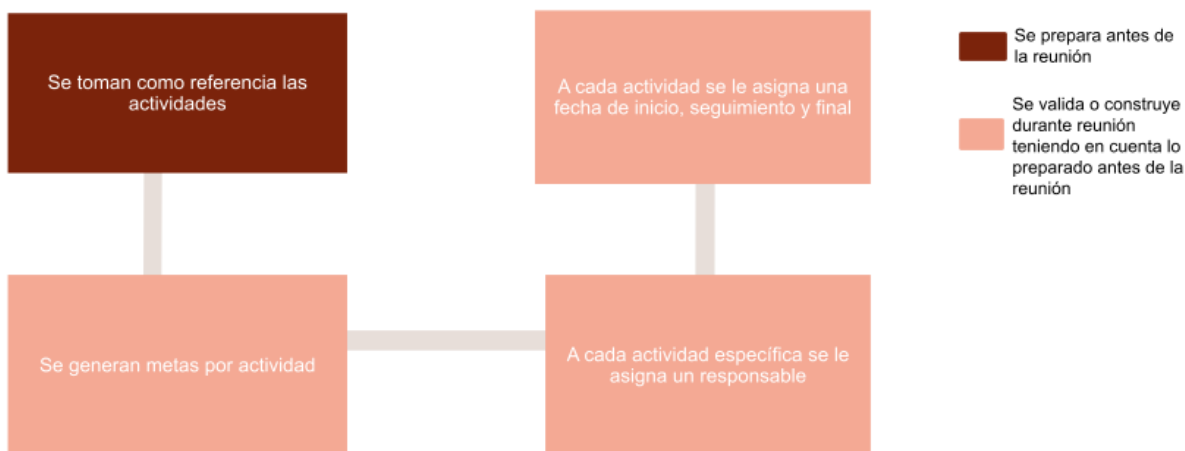 Se toman como referencia las
actividades
Se generan metas por actividad
A cada actividad específica se le
asigna un responsable
A cada actividad se le asigna una
fecha de inicio, seguimiento y final
Se prepara antes de
la reunión
Se valida o construye
durante reunión
teniendo en cuenta lo
preparado antes de la
reunión